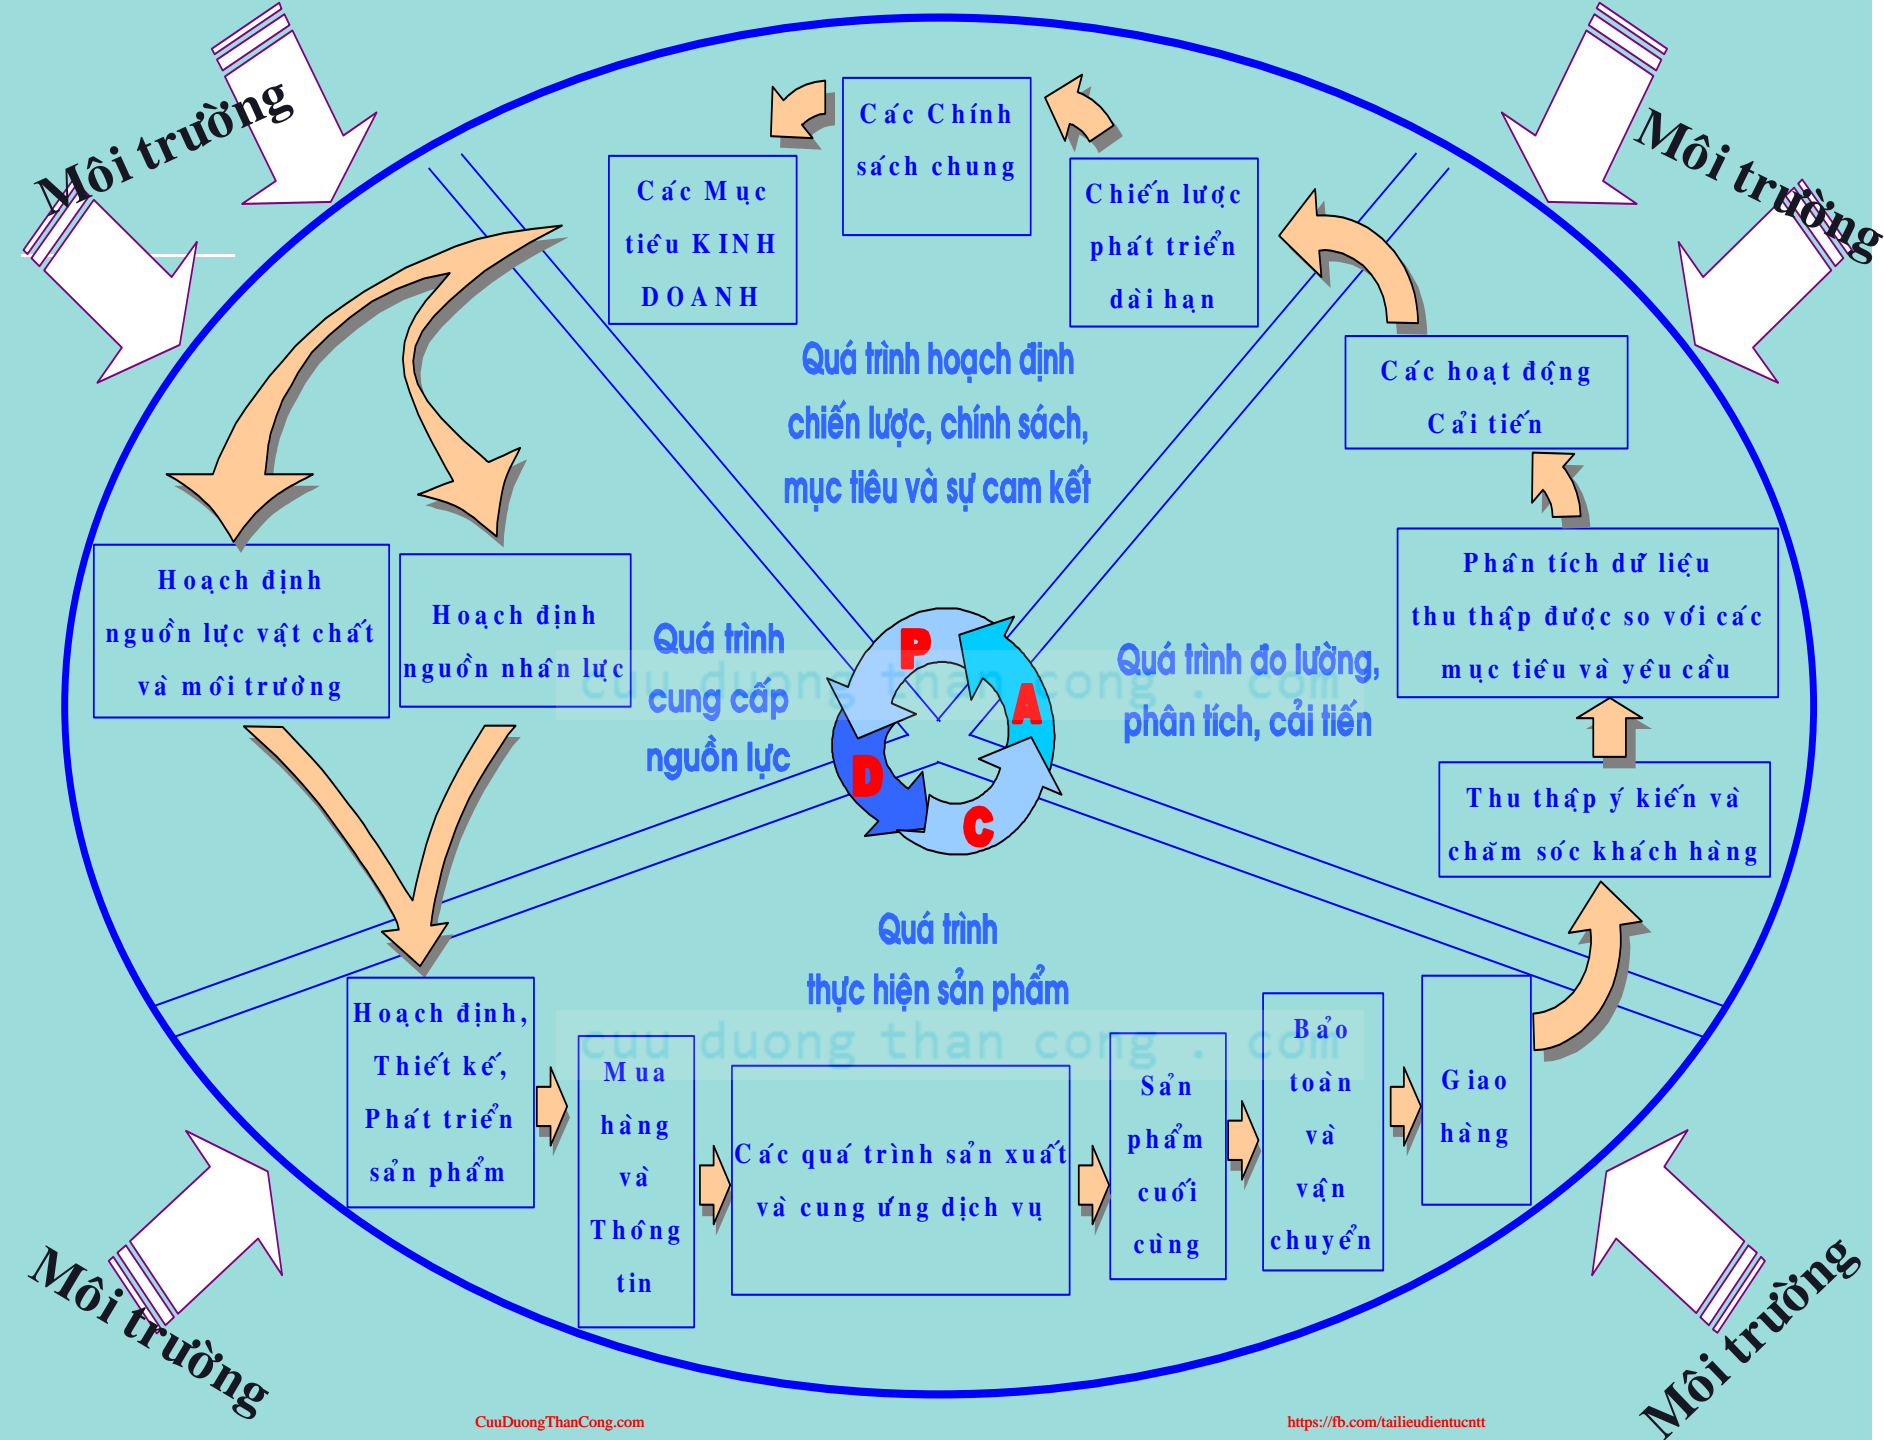 Môi trường
Môi trường
Các Chính
sách chung
Các Mục
tiêu KINH
DOANH
Chiến lược
phát triển
dài hạn
Quá trình hoạch định
chiến lược, chính sách,
mục tiêu và sự cam kết
Các hoạt động
Cải tiến
Hoạch định
nguồn lực vật chất
và môi trường
Hoạch định
nguồn nhân lực
Quá trình
cung cấp
nguồn lực
P
A
D
C
Quá trình đo lường,
phân tích, cải tiến
Phân tích dữ liệu
thu thập được so với các
mục tiêu và yêu cầu
cuu duong than cong . com
Thu thập ý kiến và
chăm sóc khách hàng
Quá trình
thực hiện sản phẩm
cuu duong than cong . com
Hoạch định,
Thiết kế,
Phát triển
sản phẩm
Mua
hàng
và
Thông
tin
Các quá trình sản xuất
và cung ứng dịch vụ
Sản
phẩm
cuối
cùng
Bảo
toàn
và
vận
chuyển
Giao
hàng
Môi trường
Môi trường
CuuDuongThanCong.com
https://fb.com/tailieudientucntt